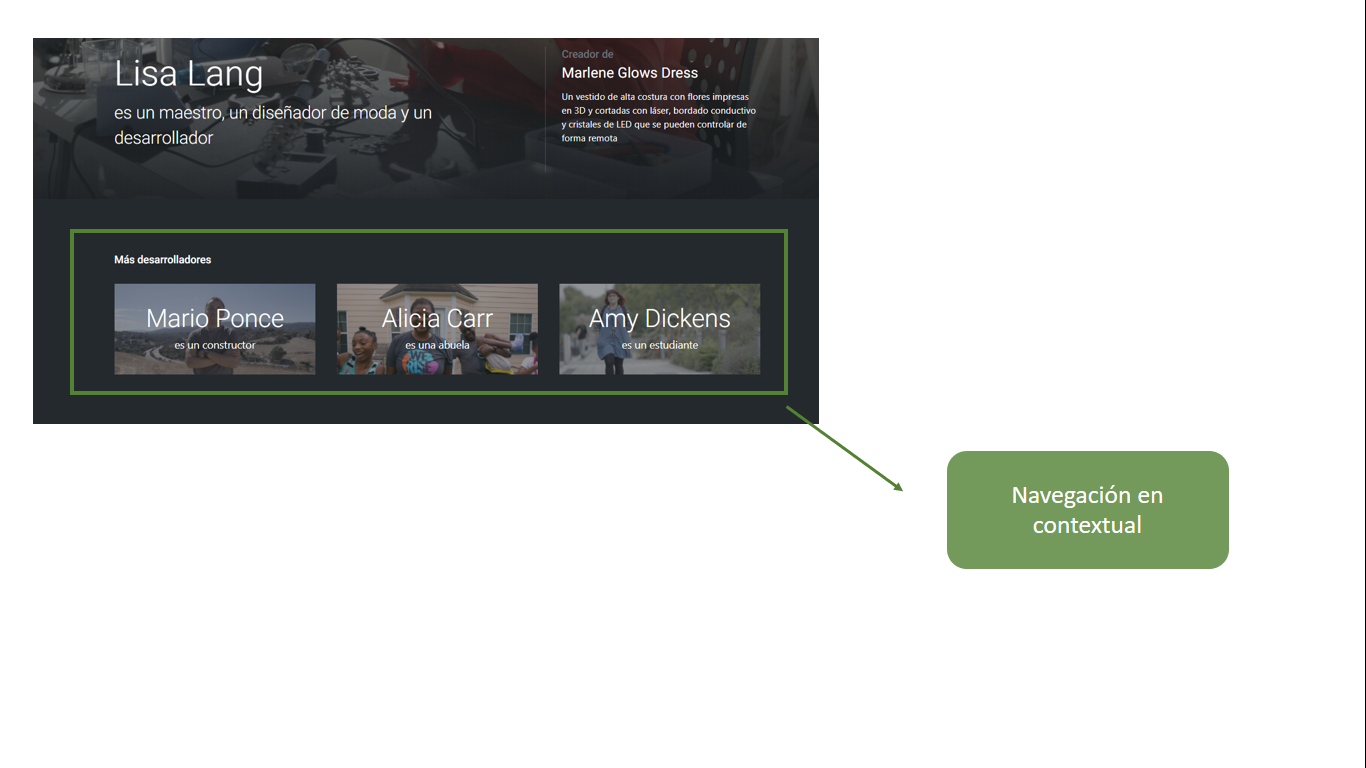 Lisa Lang
es un maestro, un diseñador de moda y un
desarrollador
Creador de
Marlene Glows Dress
Un vestido de alta costura con flores impresas
en 3D y cortadas con láser, bordado conductivo
y cristales de LED que se pueden controlar de
forma remota
Más desarrolladores
Mario Ponce
es un constructor
Alicia Carr
es una abuela
Amy Dickens
es un estudiante
Navegación en
contextual